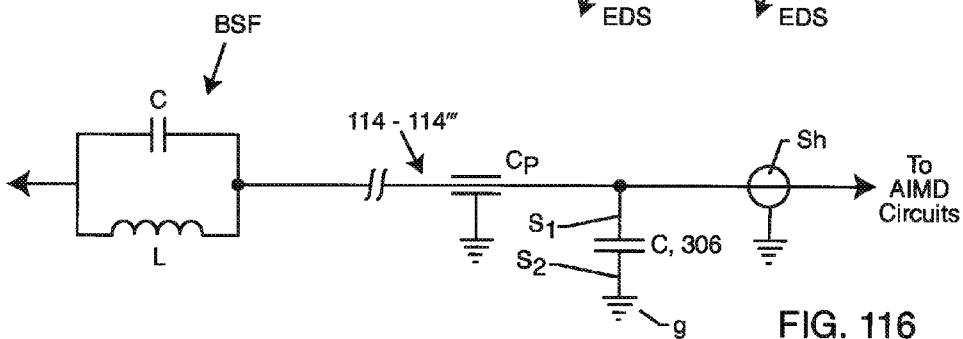 EDS
EDS
BSF
C
L
114 - 114‴
CP
S1
C, 306
S2
g
Sh
To
AIMD
Circuits
FIG. 116